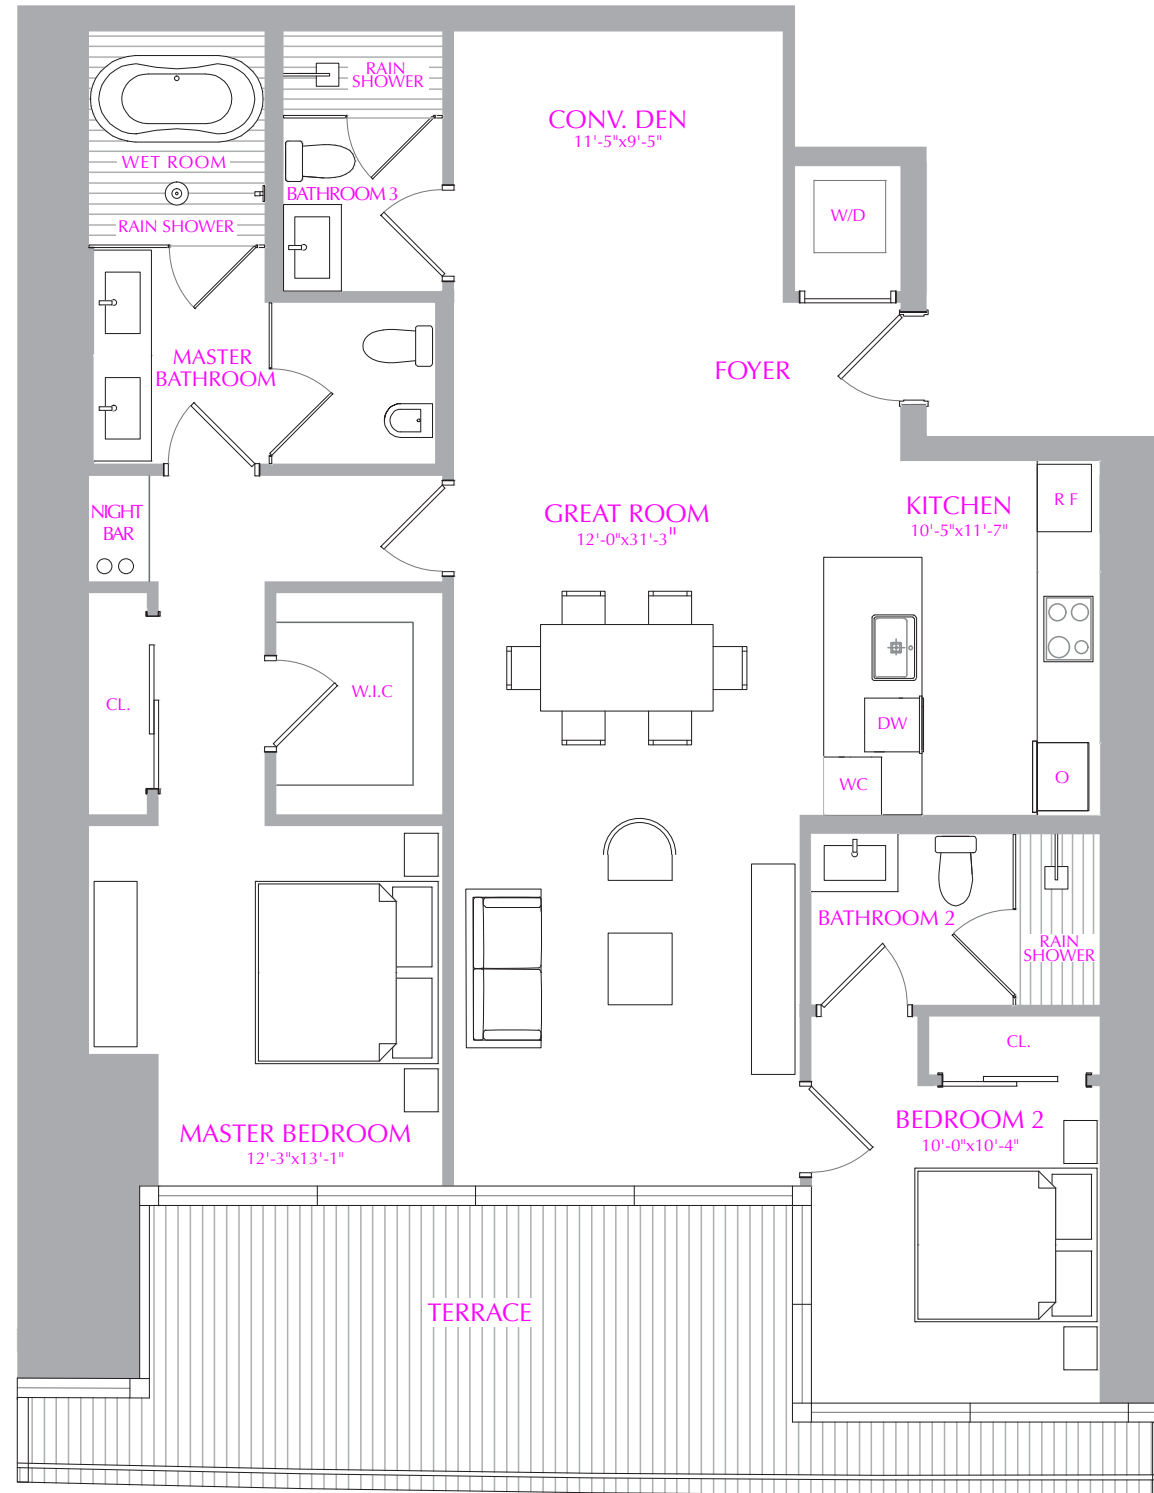 RAIN
SHOWER
CONV. DEN
11'-5"x9'-5"
WET ROOM
BATHROOM 3
RAIN SHOWER
W/D
MASTER
BATHROOM
FOYER
NIGHT
BAR
GREAT ROOM
12'-0"x31'-3"
KITCHEN
10'-5"x11'-7"
R F
CL.
W.I.C
DW
WC
O
BATHROOM 2
RAIN
SHOWER
CL.
MASTER BEDROOM
12'-3"x13'-1"
BEDROOM 2
10'-0"x10'-4"
TERRACE